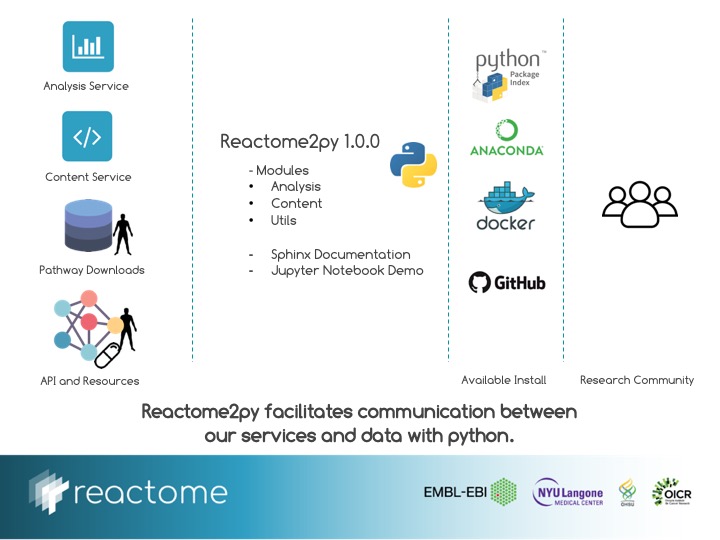 Analysis Service
Content Service
Pathway Downloads
API and Resources
Reactome2py 1.0.0
- Modules
• Analysis
• Content
• Utils
- Sphinx Documentation
- Jupyter Notebook Demo
python™
Package
Index
ANACONDA
docker
GitHub
Available Install
Research Community
Reactome2py facilitates communication between
our services and data with python.
reactome
EMBL-EBI
NYU Langone
MEDICAL CENTER
OHSU
OICR